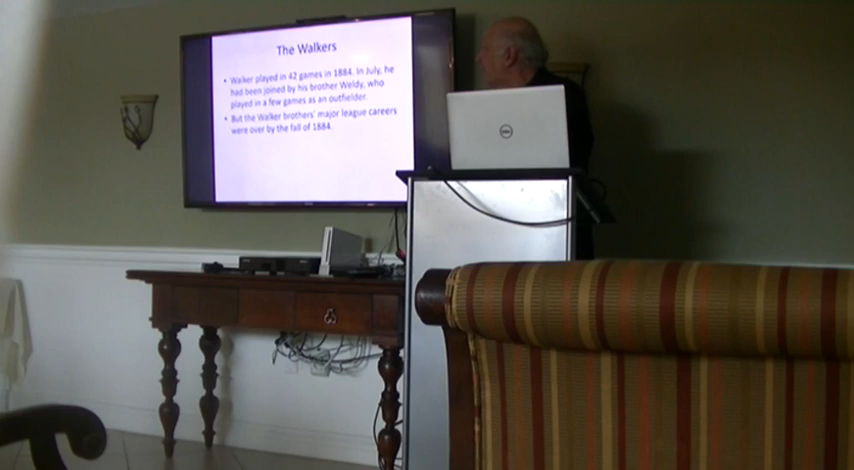 The Walkers
• Walker played in 42 games in 1884. In July, he
had been joined by his brother Weldy, who
played in a few games as an outfielder.
• But the Walker brothers' major league careers
were over by the fall of 1884.
DELL